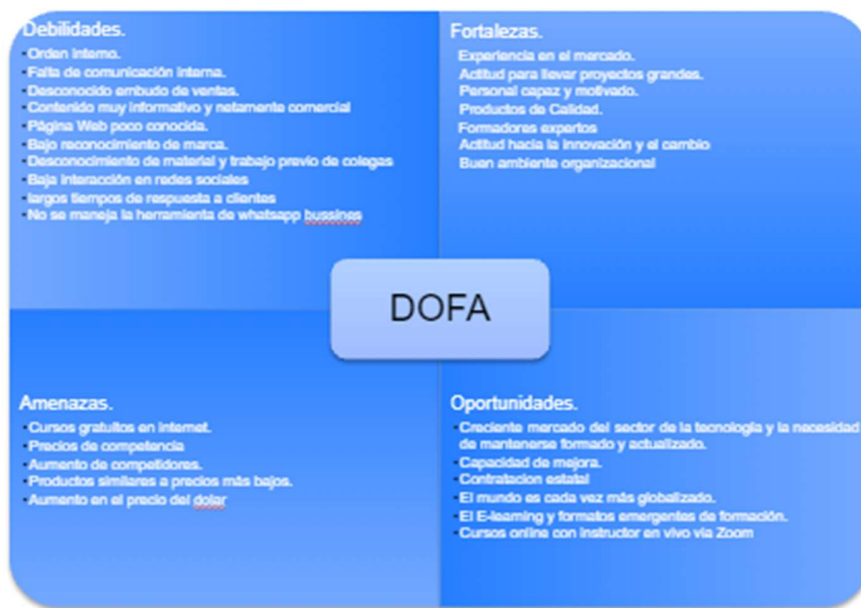 Debilidades.
Orden interno.
Falta de comunicación interna.
Desconocido embudo de ventas.
Contenido muy informativo y netamente comercial
Página Web poco conocida.
Bajo reconocimiento de marca.
Desconocimiento de material y trabajo previo de colegas
Baja interacción en redes sociales
largos tiempos de respuesta a clientes
No se maneja la herramienta de whatsapp bussines
Fortalezas.
Experiencia en el mercado.
Actitud para llevar proyectos grandes.
Personal capaz y motivado.
Productos de Calidad.
Formadores expertos
Actitud hacia la innovación y el cambio
Buen ambiente organizacional
DOFA
Amenazas.
Cursos gratuitos en internet.
Precios de competencia
Aumento de competidores.
Productos similares a precios más bajos.
Aumento en el precio del dolar
Oportunidades.
Creciente mercado del sector de la tecnología y la necesidad
de mantenerse formado y actualizado.
Capacidad de mejora.
Contratacion estatal
El mundo es cada vez más globalizado.
El E-learning y formatos emergentes de formación.
Cursos online con instructor en vivo via Zoom